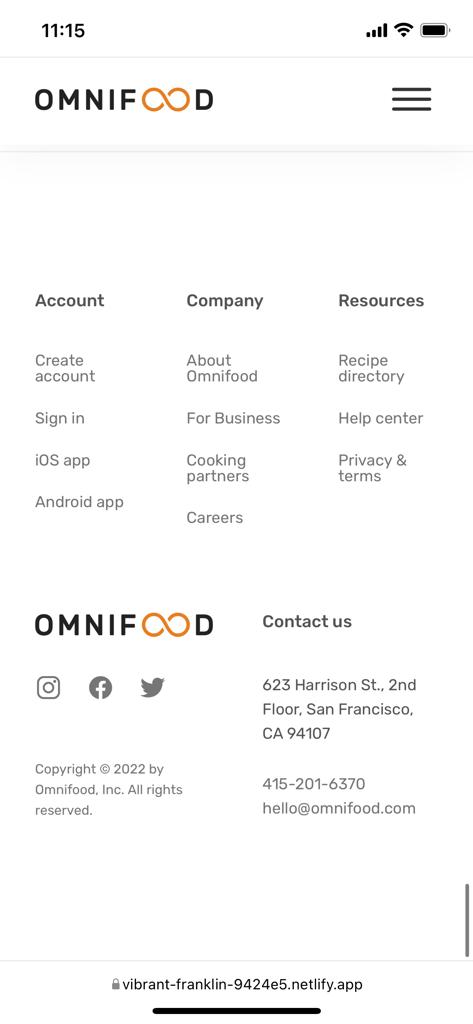 11:15
OMNIFOOD
Account
Create
account
Sign in
iOS app
Android app
Company
About
Omnifood
For Business
Cooking
partners
Careers
Resources
Recipe
directory
Help center
Privacy &
terms
OMNIFOOD
Copyright © 2022 by
Omnifood, Inc. All rights
reserved.
Contact us
623 Harrison St., 2nd
Floor, San Francisco,
CA 94107
415-201-6370
hello@omnifood.com
vibrant-franklin-9424e5.netlify.app